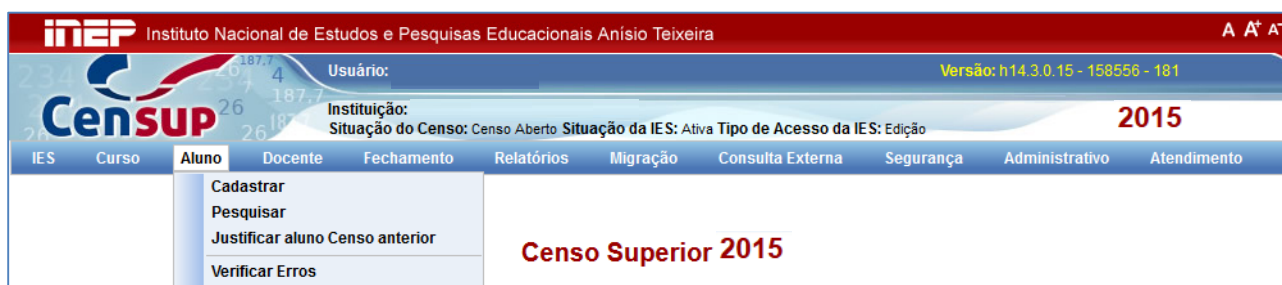 inep Instituto Nacional de Estudos e Pesquisas Educacionais Anísio Teixeira A A+ A-
Censup
Usuário: Versão: h14.3.0.15 - 158556 - 181
Instituição:
Situação do Censo: Censo Aberto Situação da IES: Ativa Tipo de Acesso da IES: Edição 2015
IES Curso Aluno Docente Fechamento Relatórios Migração Consulta Externa Segurança Administrativo Atendimento
Cadastrar
Pesquisar
Justificar aluno Censo anterior
Verificar Erros
Censo Superior 2015